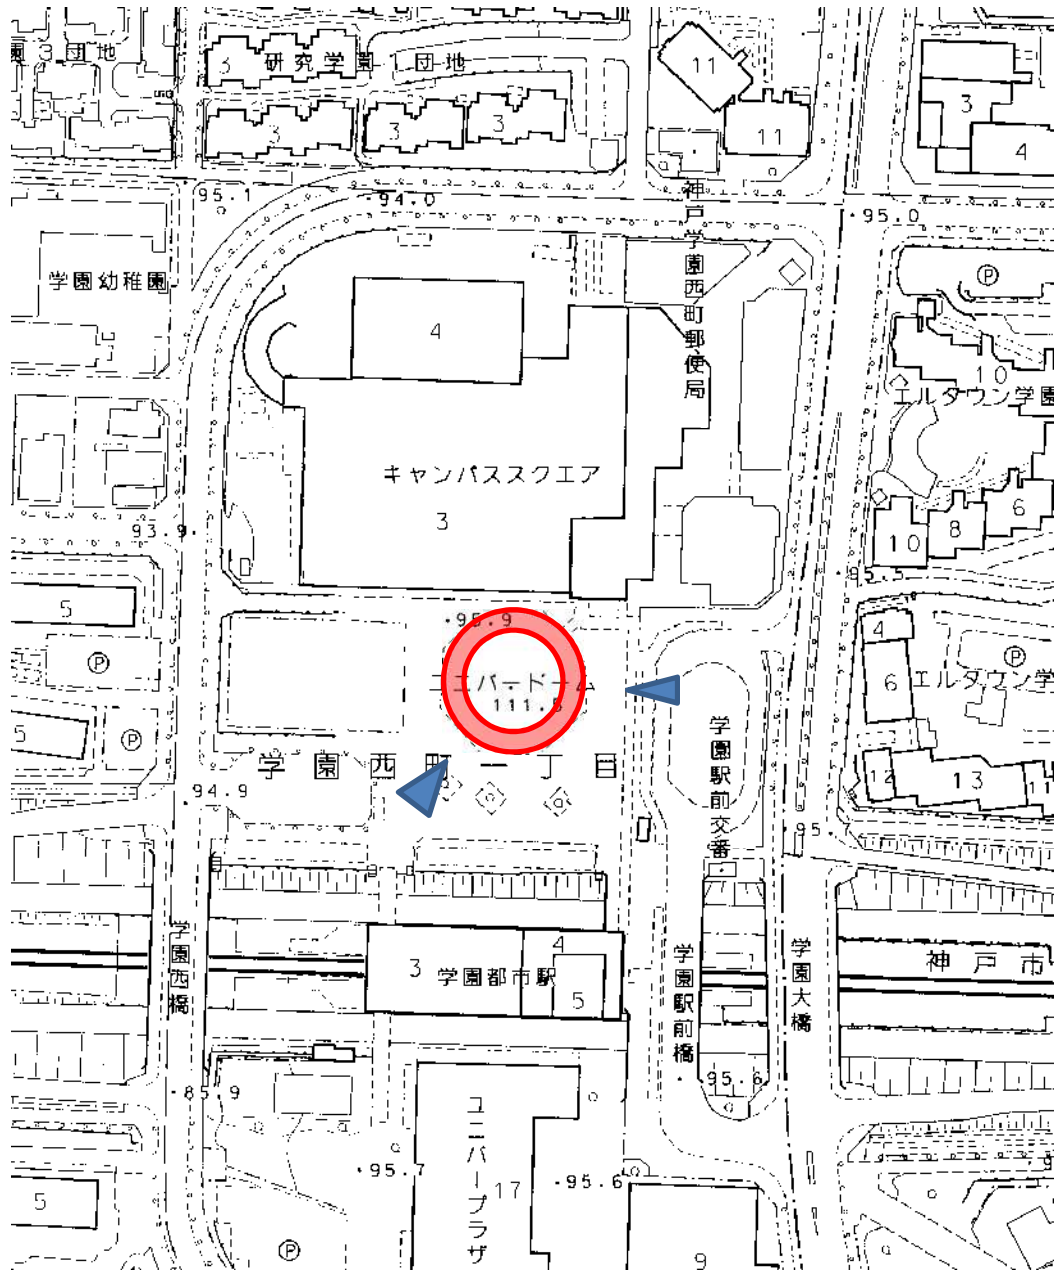 園3団地
研究学園1団地
3
11
3
3
3
3
11
4
95.1
94.0
神戸学園西町郵便局
95.0
学園幼稚園
P
4
10
エルタウン学園
キャンパススクエア
3
6
8
10
93.9
95.5
5
95.9
4
P
P
ユニバードーム
6
エルタウン学
111.5
5
P
学園駅前交番
学園西町一丁目
12
13
11
94.9
95.7
学園西橋
4
学園駅前橋
学園大橋
3
学園都市駅
神戸市
5
95.6
85.9
ユニバープラザ
95.7
17
95.6
5
P
9